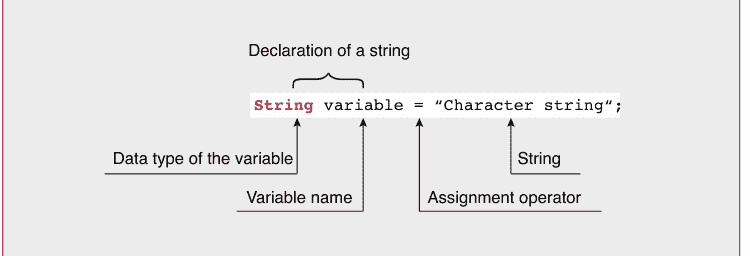 Declaration of a string
String variable = “Character string“;
Data type of the variable
String
Variable name
Assignment operator